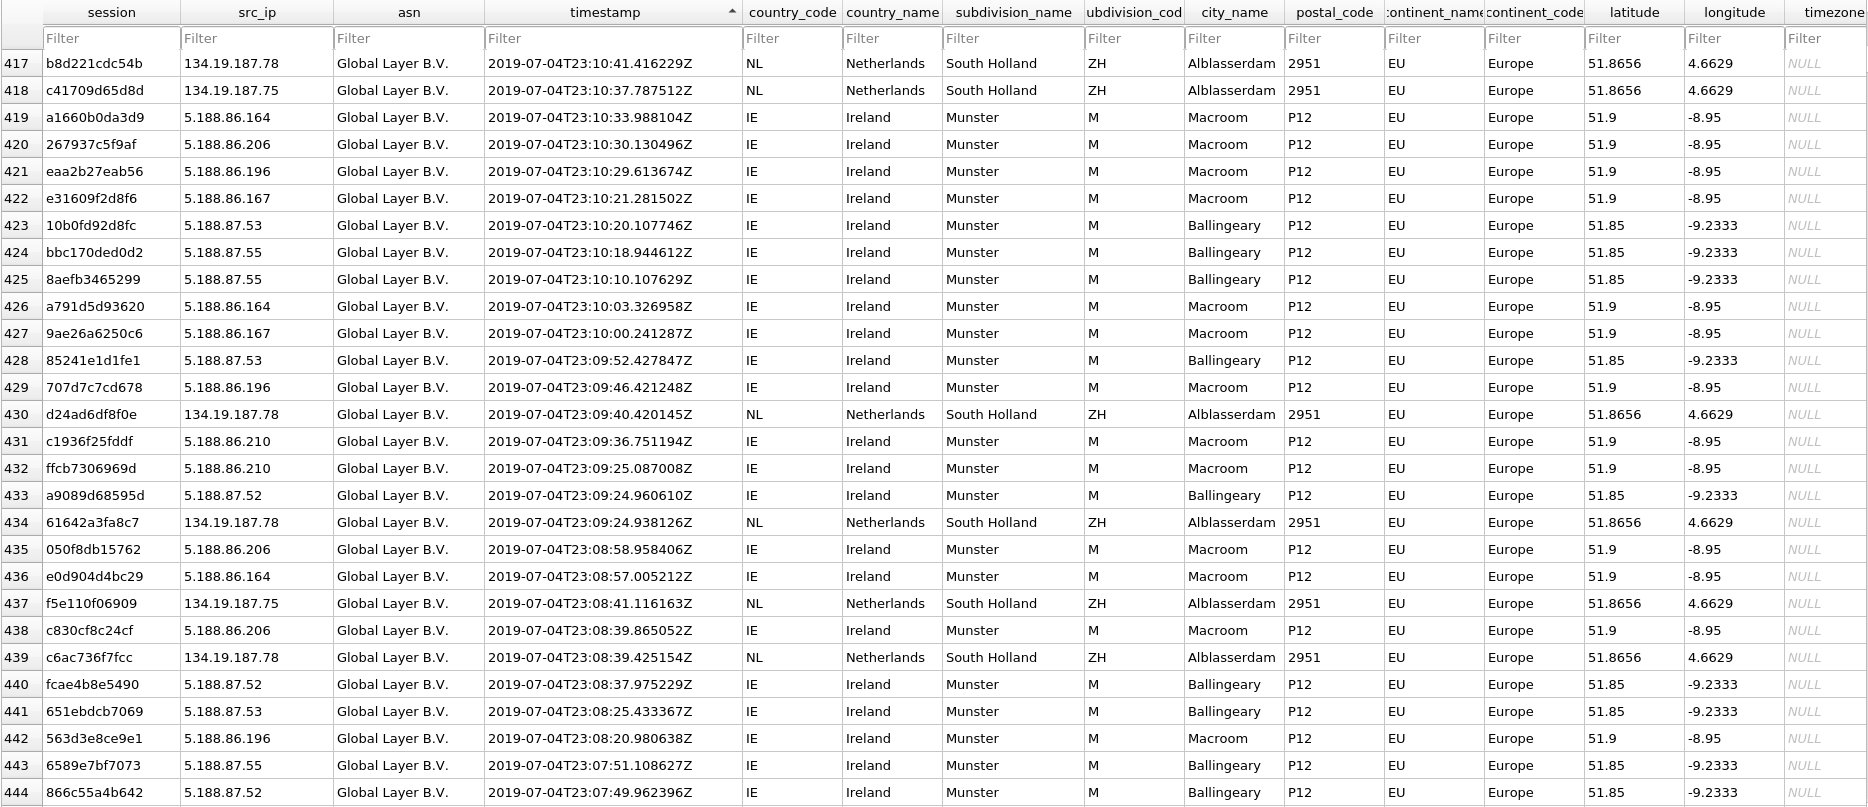 session src_ip asn timestamp country_code country_name subdivision_name ubdivision_cod city_name postal_code :ontinent_name continent_code latitude longitude timezone
Filter Filter Filter Filter Filter Filter Filter Filter Filter Filter Filter Filter Filter Filter Filter
417 b8d221cdc54b 134.19.187.78 Global Layer B.V. 2019-07-04T23:10:41.416229Z NL Netherlands South Holland ZH Alblasserdam 2951 EU Europe 51.8656 4.6629 NULL
418 c41709d65d8d 134.19.187.75 Global Layer B.V. 2019-07-04T23:10:37.787512Z NL Netherlands South Holland ZH Alblasserdam 2951 EU Europe 51.8656 4.6629 NULL
419 a1660b0da3d9 5.188.86.164 Global Layer B.V. 2019-07-04T23:10:33.988104Z IE Ireland Munster M Macroom P12 EU Europe 51.9 -8.95 NULL
420 267937c5f9af 5.188.86.206 Global Layer B.V. 2019-07-04T23:10:30.130496Z IE Ireland Munster M Macroom P12 EU Europe 51.9 -8.95 NULL
421 eaa2b27eab56 5.188.86.196 Global Layer B.V. 2019-07-04T23:10:29.613674Z IE Ireland Munster M Macroom P12 EU Europe 51.9 -8.95 NULL
422 e31609f2d8f6 5.188.86.167 Global Layer B.V. 2019-07-04T23:10:21.281502Z IE Ireland Munster M Macroom P12 EU Europe 51.9 -8.95 NULL
423 10b0fd92d8fc 5.188.87.53 Global Layer B.V. 2019-07-04T23:10:20.107746Z IE Ireland Munster M Ballingeary P12 EU Europe 51.85 -9.2333 NULL
424 bbc170ded0d2 5.188.87.55 Global Layer B.V. 2019-07-04T23:10:18.944612Z IE Ireland Munster M Ballingeary P12 EU Europe 51.85 -9.2333 NULL
425 8aefb3465299 5.188.87.55 Global Layer B.V. 2019-07-04T23:10:10.107629Z IE Ireland Munster M Ballingeary P12 EU Europe 51.85 -9.2333 NULL
426 a791d5d93620 5.188.86.164 Global Layer B.V. 2019-07-04T23:10:03.326958Z IE Ireland Munster M Macroom P12 EU Europe 51.9 -8.95 NULL
427 9ae26a6250c6 5.188.86.167 Global Layer B.V. 2019-07-04T23:10:00.241287Z IE Ireland Munster M Macroom P12 EU Europe 51.9 -8.95 NULL
428 85241e1d1fe1 5.188.87.53 Global Layer B.V. 2019-07-04T23:09:52.427847Z IE Ireland Munster M Ballingeary P12 EU Europe 51.85 -9.2333 NULL
429 707d7c7cd678 5.188.86.196 Global Layer B.V. 2019-07-04T23:09:46.421248Z IE Ireland Munster M Macroom P12 EU Europe 51.9 -8.95 NULL
430 d24ad6df8f0e 134.19.187.78 Global Layer B.V. 2019-07-04T23:09:40.420145Z NL Netherlands South Holland ZH Alblasserdam 2951 EU Europe 51.8656 4.6629 NULL
431 c1936f25fddf 5.188.86.210 Global Layer B.V. 2019-07-04T23:09:36.751194Z IE Ireland Munster M Macroom P12 EU Europe 51.9 -8.95 NULL
432 ffcb7306969d 5.188.86.210 Global Layer B.V. 2019-07-04T23:09:25.087008Z IE Ireland Munster M Macroom P12 EU Europe 51.9 -8.95 NULL
433 a9089d68595d 5.188.87.52 Global Layer B.V. 2019-07-04T23:09:24.960610Z IE Ireland Munster M Ballingeary P12 EU Europe 51.85 -9.2333 NULL
434 61642a3fa8c7 134.19.187.78 Global Layer B.V. 2019-07-04T23:09:24.938126Z NL Netherlands South Holland ZH Alblasserdam 2951 EU Europe 51.8656 4.6629 NULL
435 050f8db15762 5.188.86.206 Global Layer B.V. 2019-07-04T23:08:58.958406Z IE Ireland Munster M Macroom P12 EU Europe 51.9 -8.95 NULL
436 e0d904d4bc29 5.188.86.164 Global Layer B.V. 2019-07-04T23:08:57.005212Z IE Ireland Munster M Macroom P12 EU Europe 51.9 -8.95 NULL
437 f5e110f06909 134.19.187.75 Global Layer B.V. 2019-07-04T23:08:41.116163Z NL Netherlands South Holland ZH Alblasserdam 2951 EU Europe 51.8656 4.6629 NULL
438 c830cf8c24cf 5.188.86.206 Global Layer B.V. 2019-07-04T23:08:39.865052Z IE Ireland Munster M Macroom P12 EU Europe 51.9 -8.95 NULL
439 c6ac736f7fcc 134.19.187.78 Global Layer B.V. 2019-07-04T23:08:39.425154Z NL Netherlands South Holland ZH Alblasserdam 2951 EU Europe 51.8656 4.6629 NULL
440 fcae4b8e5490 5.188.87.52 Global Layer B.V. 2019-07-04T23:08:37.975229Z IE Ireland Munster M Ballingeary P12 EU Europe 51.85 -9.2333 NULL
441 651ebdcb7069 5.188.87.53 Global Layer B.V. 2019-07-04T23:08:25.433367Z IE Ireland Munster M Ballingeary P12 EU Europe 51.85 -9.2333 NULL
442 563d3e8ce9e1 5.188.86.196 Global Layer B.V. 2019-07-04T23:08:20.980638Z IE Ireland Munster M Macroom P12 EU Europe 51.9 -8.95 NULL
443 6589e7bf7073 5.188.87.55 Global Layer B.V. 2019-07-04T23:07:51.108627Z IE Ireland Munster M Ballingeary P12 EU Europe 51.85 -9.2333 NULL
444 866c55a4b642 5.188.87.52 Global Layer B.V. 2019-07-04T23:07:49.962396Z IE Ireland Munster M Ballingeary P12 EU Europe 51.85 -9.2333 NULL